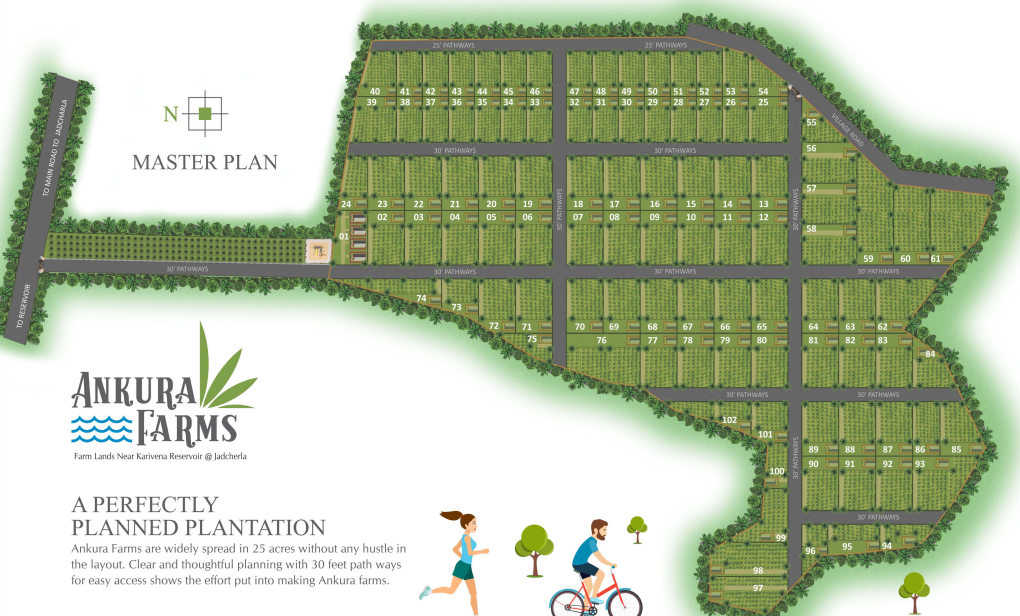 25' PATHWAYS 25' PATHWAYS
TO MAIN ROAD TO JADCHARLA
40 41 42 43 44 45 46 47 48 49 50 51 52 53 54
39 38 37 36 35 34 33 32 31 30 29 28 27 26 25
N
55
VILLAGE ROAD
MASTER PLAN
30' PATHWAYS 30' PATHWAYS
56
57
30' PATHWAYS 30' PATHWAYS
24 23 22 21 20 19 18 17 16 15 14 13
02 03 04 05 06 07 08 09 10 11 12
01
58
59 60 61
30' PATHWAYS 30' PATHWAYS 30' PATHWAYS 30' PATHWAYS
TO RESERVOIR
74 73
72 71 70 69 68 67 66 65 64 63 62
75 76 77 78 79 80 81 82 83
84
30' PATHWAYS 30' PATHWAYS
ANKURA
FARMS
Farm Lands Near Karivena Reservoir @ Jadcherla
102
101
30' PATHWAYS
89 88 87 86 85
90 91 92 93
100
30' PATHWAYS
99
96 95 94
98
97
A PERFECTLY
PLANNED PLANTATION
Ankura Farms are widely spread in 25 acres without any hustle in
the layout. Clear and thoughtful planning with 30 feet path ways
for easy access shows the effort put into making Ankura farms.